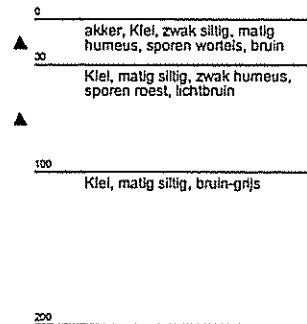 0
akker, Klei, zwak siltig, matig
humeus, sporen wortels, bruin
30
Klei, matig siltig, zwak humeus,
sporen roest, lichtbruin
100
Klei, matig siltig, bruin-grijs
200